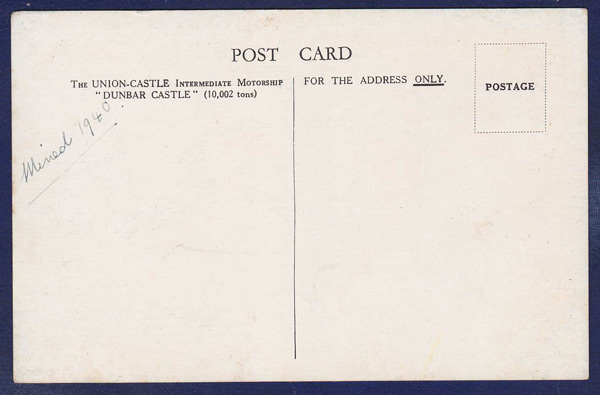 POST CARD
The UNION-CASTLE Intermediate Motorship
"DUNBAR CASTLE" (10,002 tons)
FOR THE ADDRESS ONLY.
POSTAGE
Mined 1940.